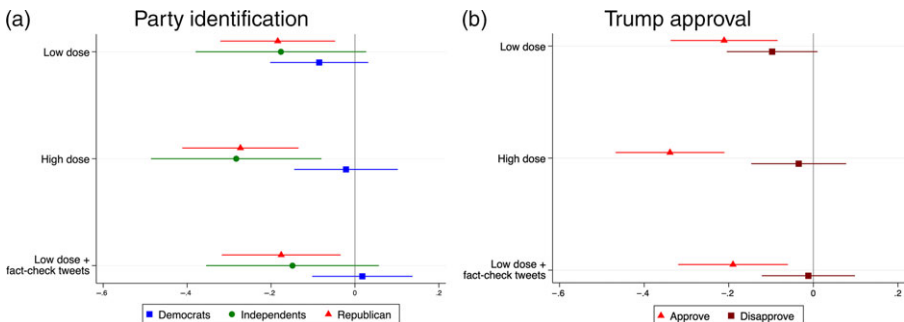 (a) Party identification
Low dose
High dose
Low dose +
fact-check tweets
-.6 -.4 -.2 0 .2
Democrats Independents Republican
(b) Trump approval
Low dose
High dose
Low dose +
fact-check tweets
-.6 -.4 -.2 0 .2
Approve Disapprove